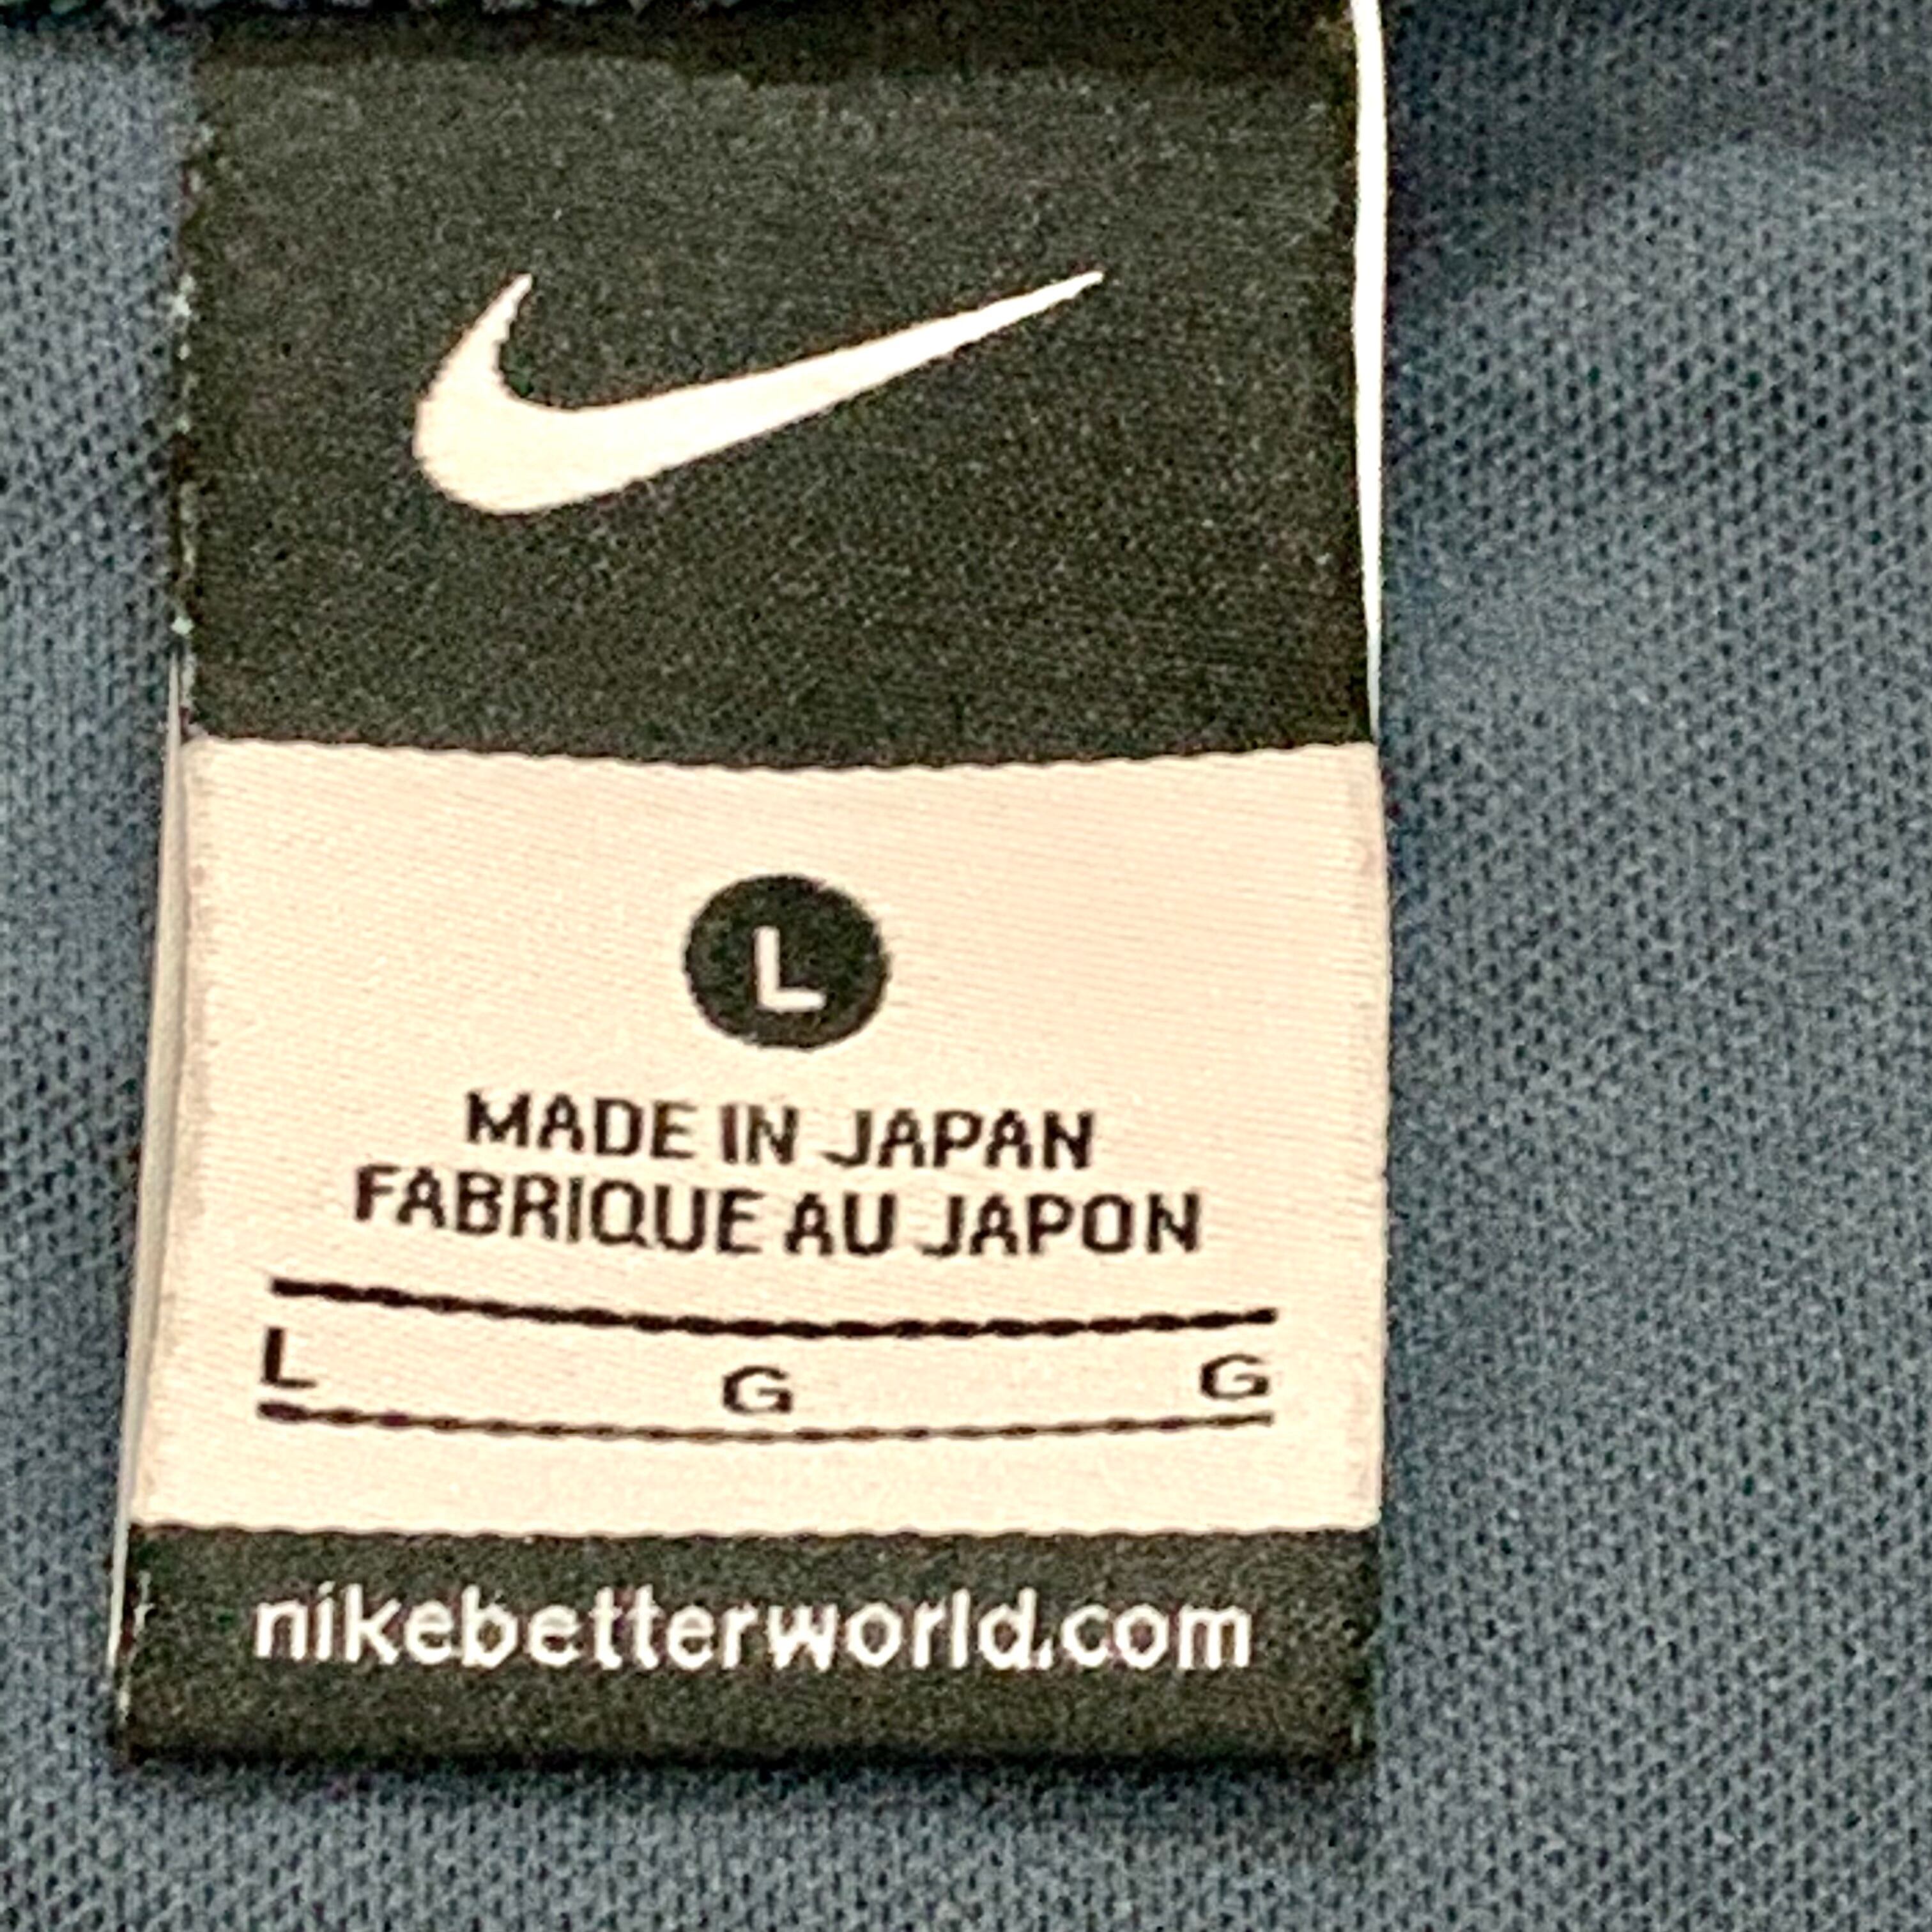 L
MADE IN JAPAN
FABRIQUE AU JAPON
L G G
nikebetterworld.com